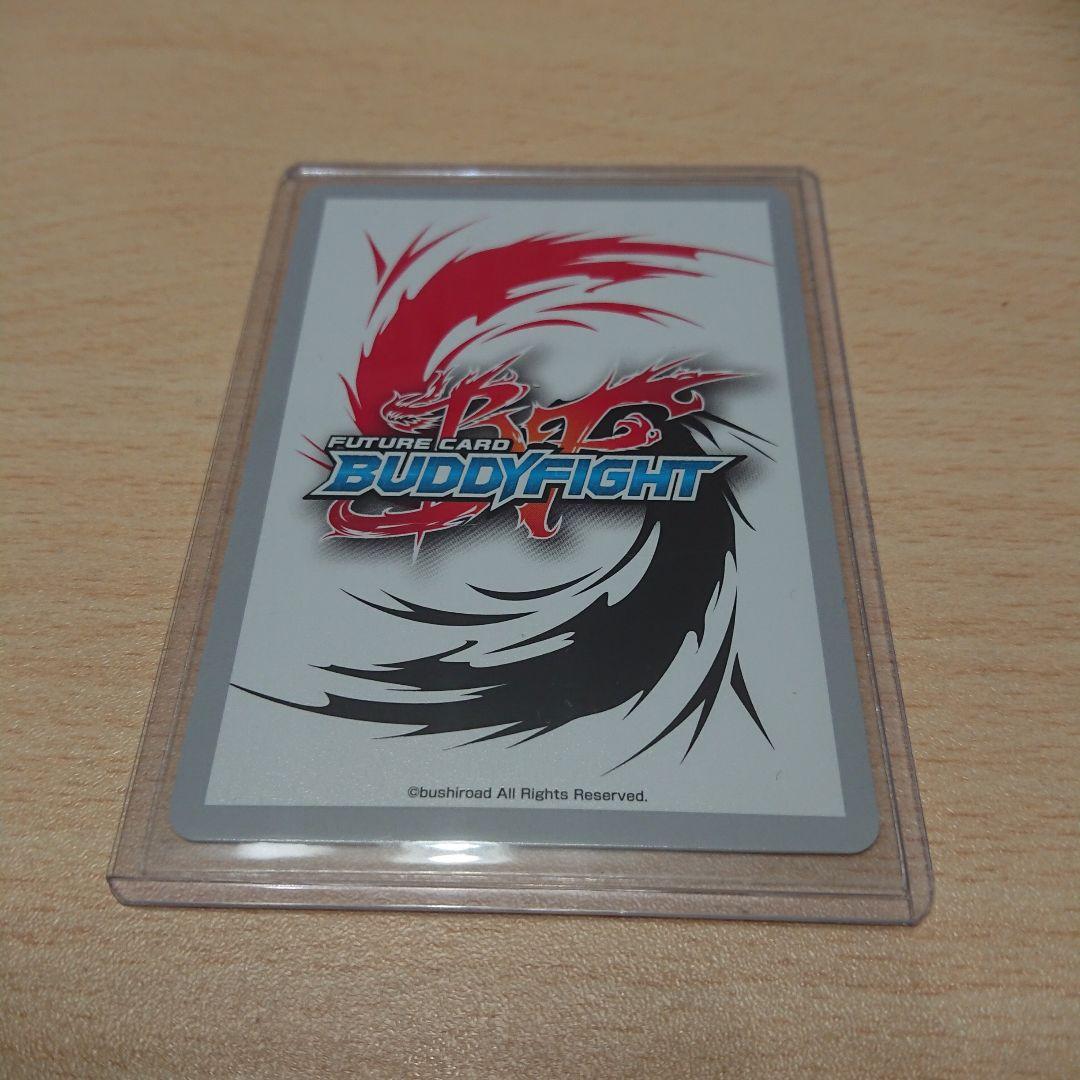 FUTURE CARD
BUDDYFIGHT
©bushiroad All Rights Reserved.